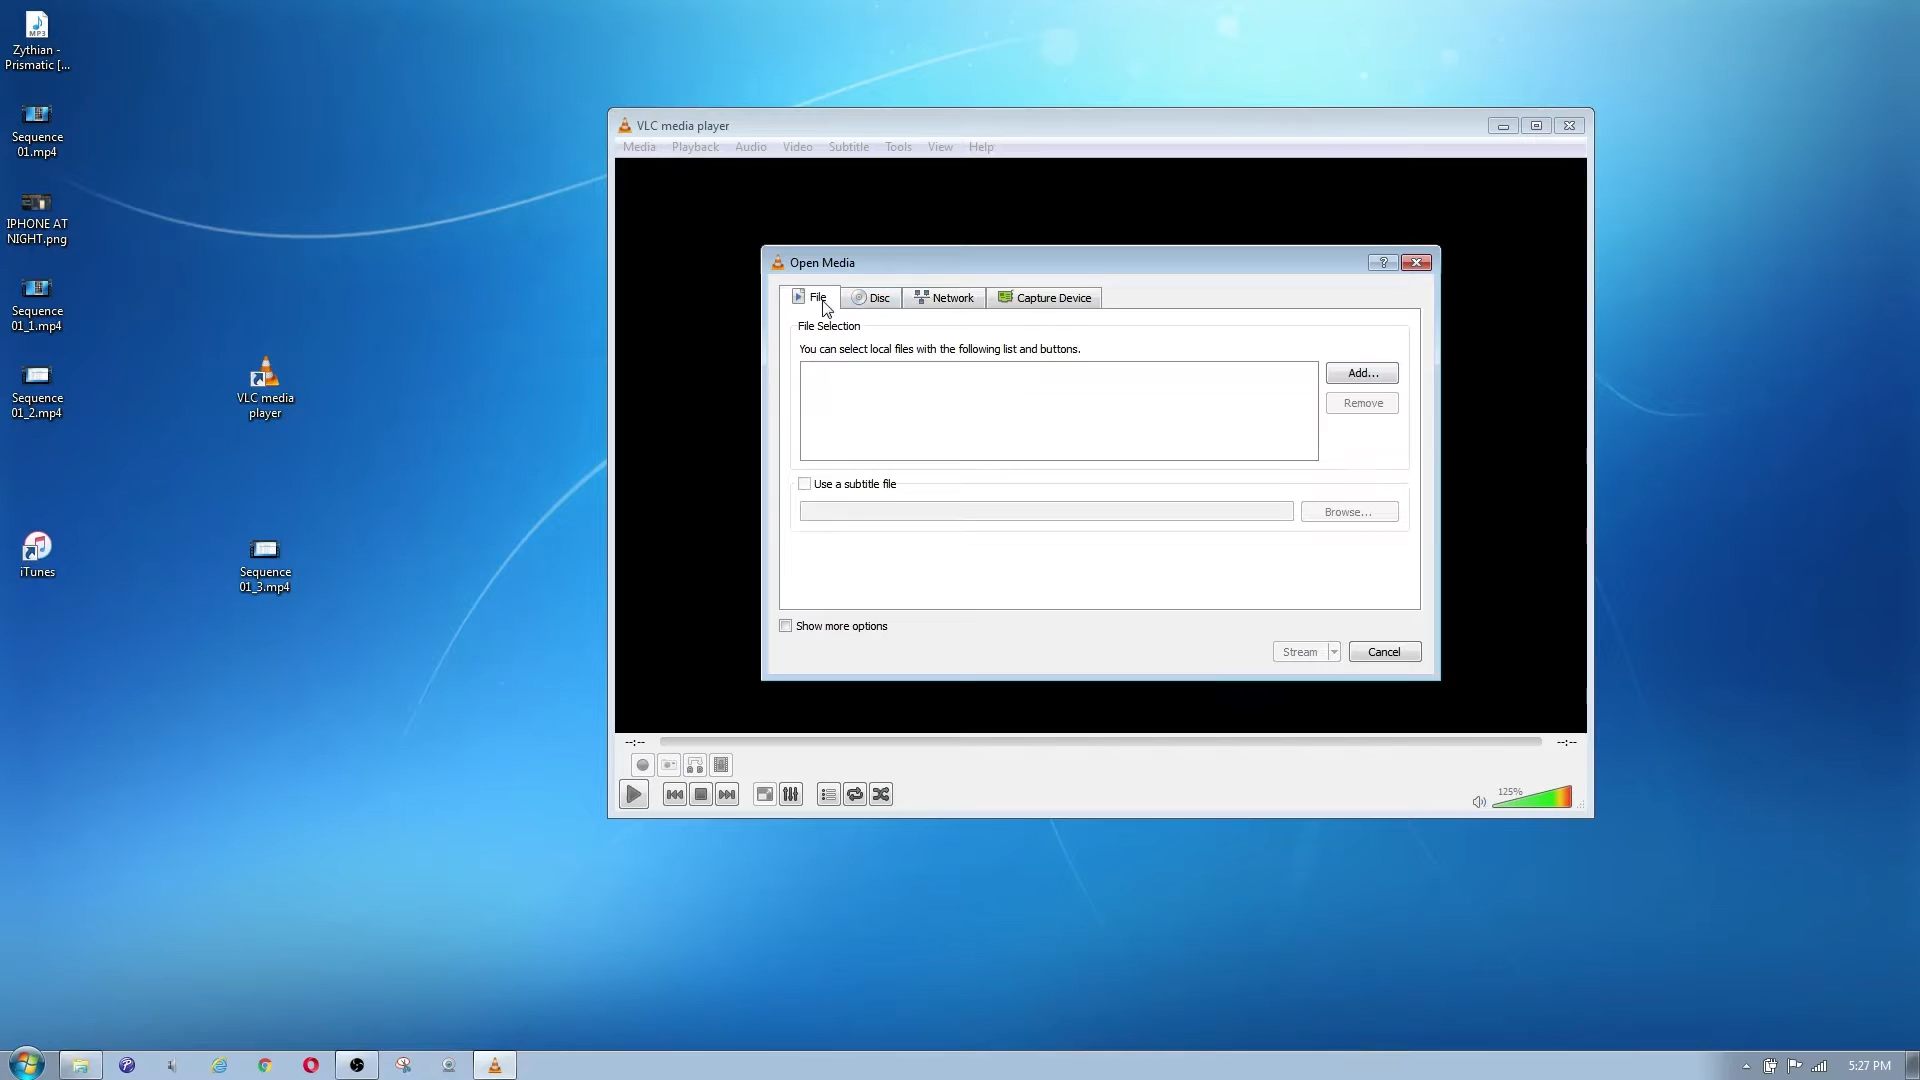 Zythian -
Prismatic [...
Sequence
01.mp4
IPHONE AT
NIGHT.png
Sequence
01_1.mp4
Sequence
01_2.mp4
iTunes
VLC media
player
Sequence
01_3.mp4
VLC media player
Media Playback Audio Video Subtitle Tools View Help
Open Media
File Disc Network Capture Device
File Selection
You can select local files with the following list and buttons.
Add...
Remove
Use a subtitle file
Browse...
Show more options
Stream Cancel
--:-- --:--
125%
5:27 PM